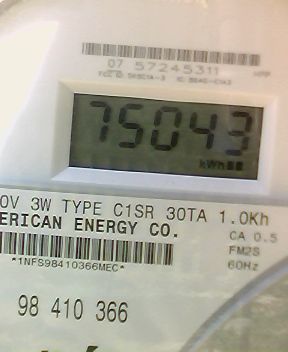 07 57245311
75043
kWh
0V 3W TYPE C1SR 30TA 1.0Kh
ERICAN ENERGY CO.
CA 0.5
FM2S
60Hz
*1NFS98410366MEC*
98 410 366